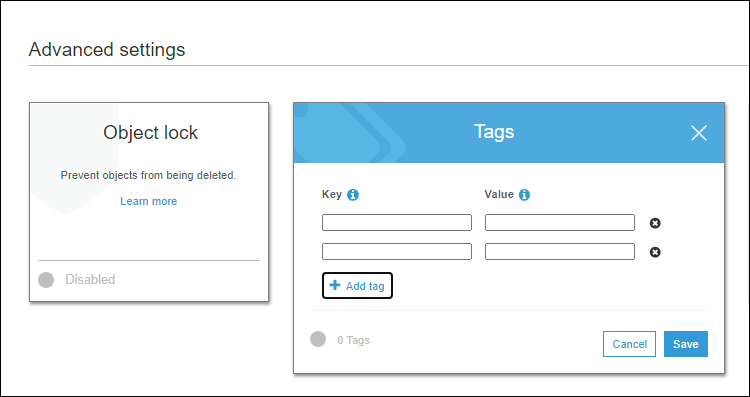 Advanced settings
Object lock
Prevent objects from being deleted.
Learn more
Disabled
Tags
Key
Value
Add tag
0 Tags
Cancel
Save